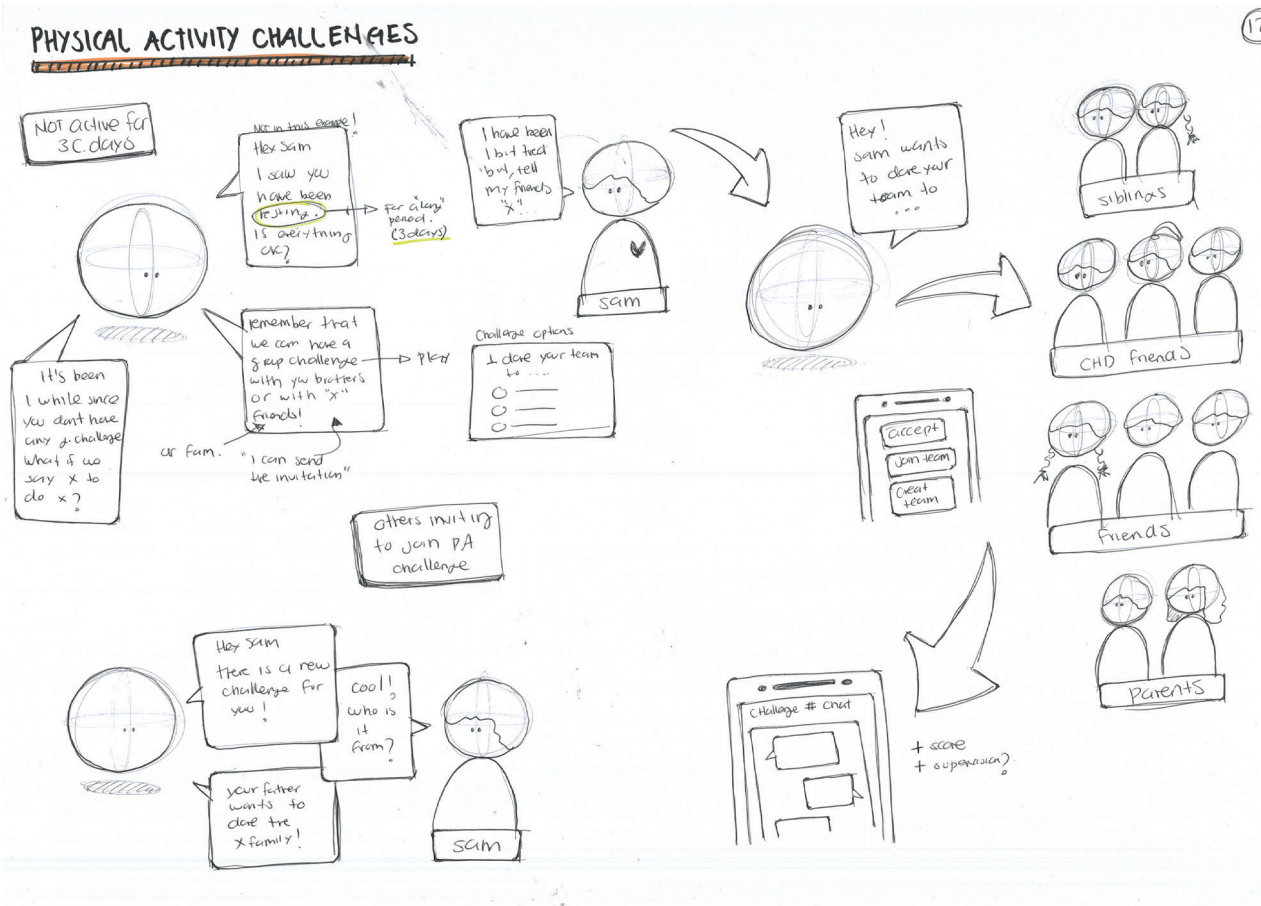 PHYSICAL ACTIVITY CHALLENGES
NOT active for
3 C. days
Not in this example!
Hey Sam
I saw you
have been
resting.
is everything
ok?
For a "long"
period.
(3 days)
I have been
1 bit tired
but, tell
my friends
"x"...
sam
Hey!
sam wants
to dare your
team to
...
siblings
CHD friends
Friends
Parents
It's been
1 while since
you don't have
any g. challenge
What if we
say x to
do x?
remember that
we can have a
group challenge
with your brothers
or with "x"
friends!
ur Fam.
"I can send
the invitation"
Challenge options
I dare your team
to ....
accept
Join team
Creat
team
others inviting
to join PA
challenge
Hey Sam
there is a new
challenge for
you!
cool!
who is
it
from?
your father
wants to
dare the
x family!
sam
CHallege # Chat
+ score
+ supervision?